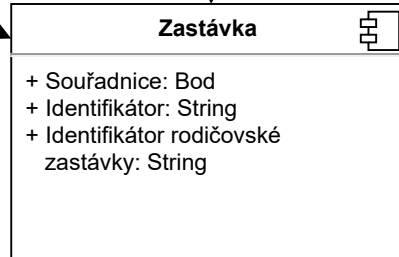 Zastávka
+ Souřadnice: Bod
+ Identifikátor: String
+ Identifikátor rodičovské
zastávky: String